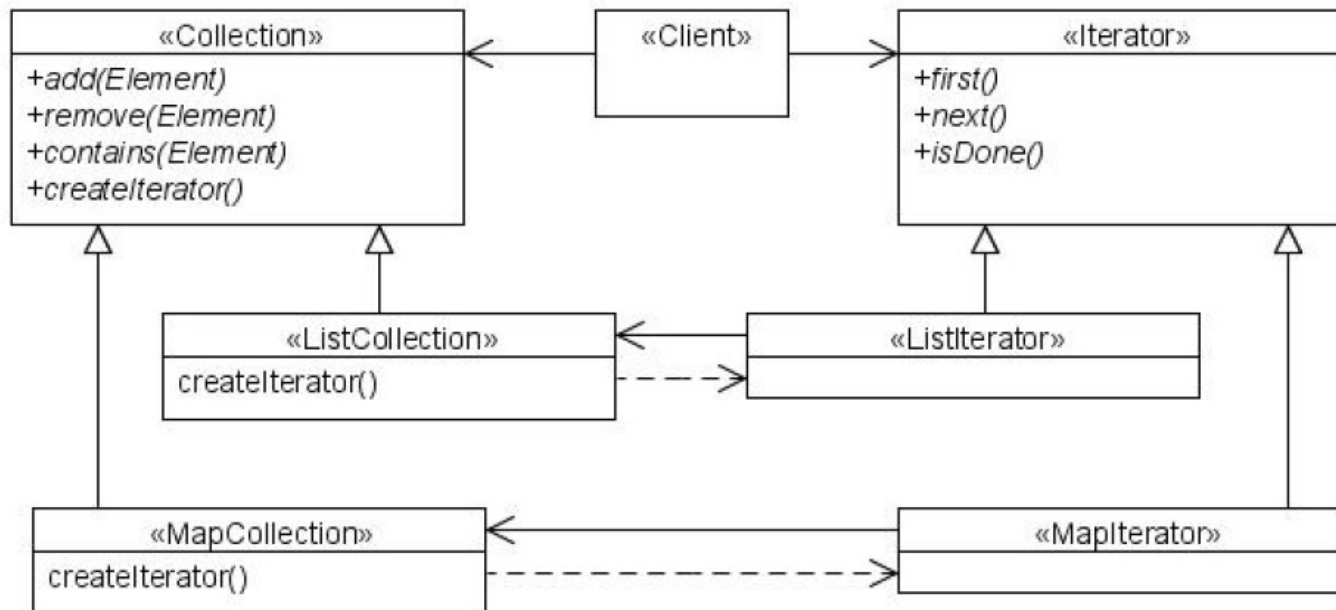 «Collection»
+add(Element)
+remove(Element)
+contains(Element)
+createIterator()
«Client»
«Iterator»
+first()
+next()
+isDone()
«ListCollection»
createIterator()
«ListIterator»
«MapCollection»
createIterator()
«MapIterator»